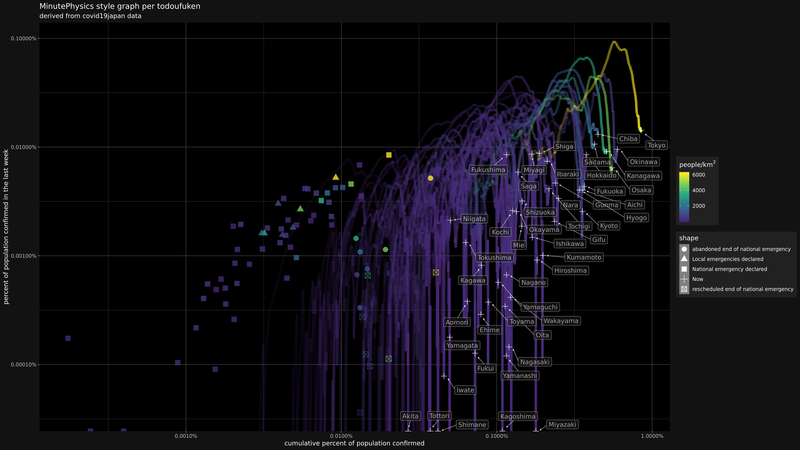 MinutePhysics style graph per todoufuken
derived from covid19japan data
percent of population confirmed in the last week
0.10000%
0.01000%
0.00100%
0.00010%
0.0010%
0.0100%
0.1000%
1.0000%
cumulative percent of population confirmed
Chiba
Tokyo
Shiga
Saitama
Okinawa
Fukushima
Miyagi
Ibaraki
Hokkaido
Kanagawa
Saga
Fukuoka
Osaka
Nara
Gunma
Aichi
Niigata
Shizuoka
Hyogo
Kochi
Okayama
Tochigi
Kyoto
Mie
Ishikawa
Gifu
Tokushima
Kumamoto
Hiroshima
Kagawa
Nagano
Yamaguchi
Aomori
Toyama
Wakayama
Ehime
Oita
Yamagata
Nagasaki
Fukui
Yamanashi
Iwate
Akita
Tottori
Kagoshima
Shimane
Miyazaki
people/km²
6000
4000
2000
shape
abandoned end of national emergency
Local emergencies declared
National emergency declared
Now
rescheduled end of national emergency